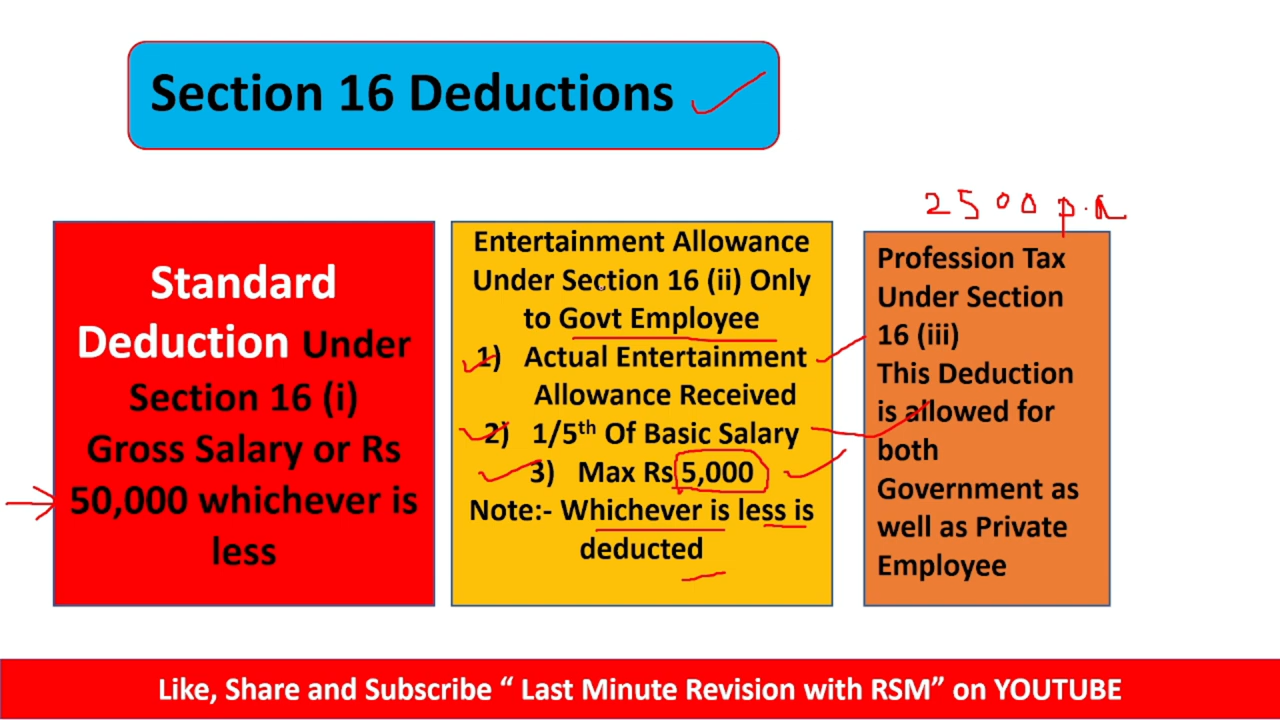 Section 16 Deductions
Standard
Deduction Under
Section 16 (i)
Gross Salary or Rs
50,000 whichever is
less
Entertainment Allowance
Under Section 16 (ii) Only
to Govt Employee
1) Actual Entertainment
Allowance Received
2) 1/5th Of Basic Salary
3) Max Rs 5,000
Note:- Whichever is less is
deducted
2500 p.a
Profession Tax
Under Section
16 (iii)
This Deduction
is allowed for
both
Government as
well as Private
Employee
Like, Share and Subscribe “ Last Minute Revision with RSM” on YOUTUBE